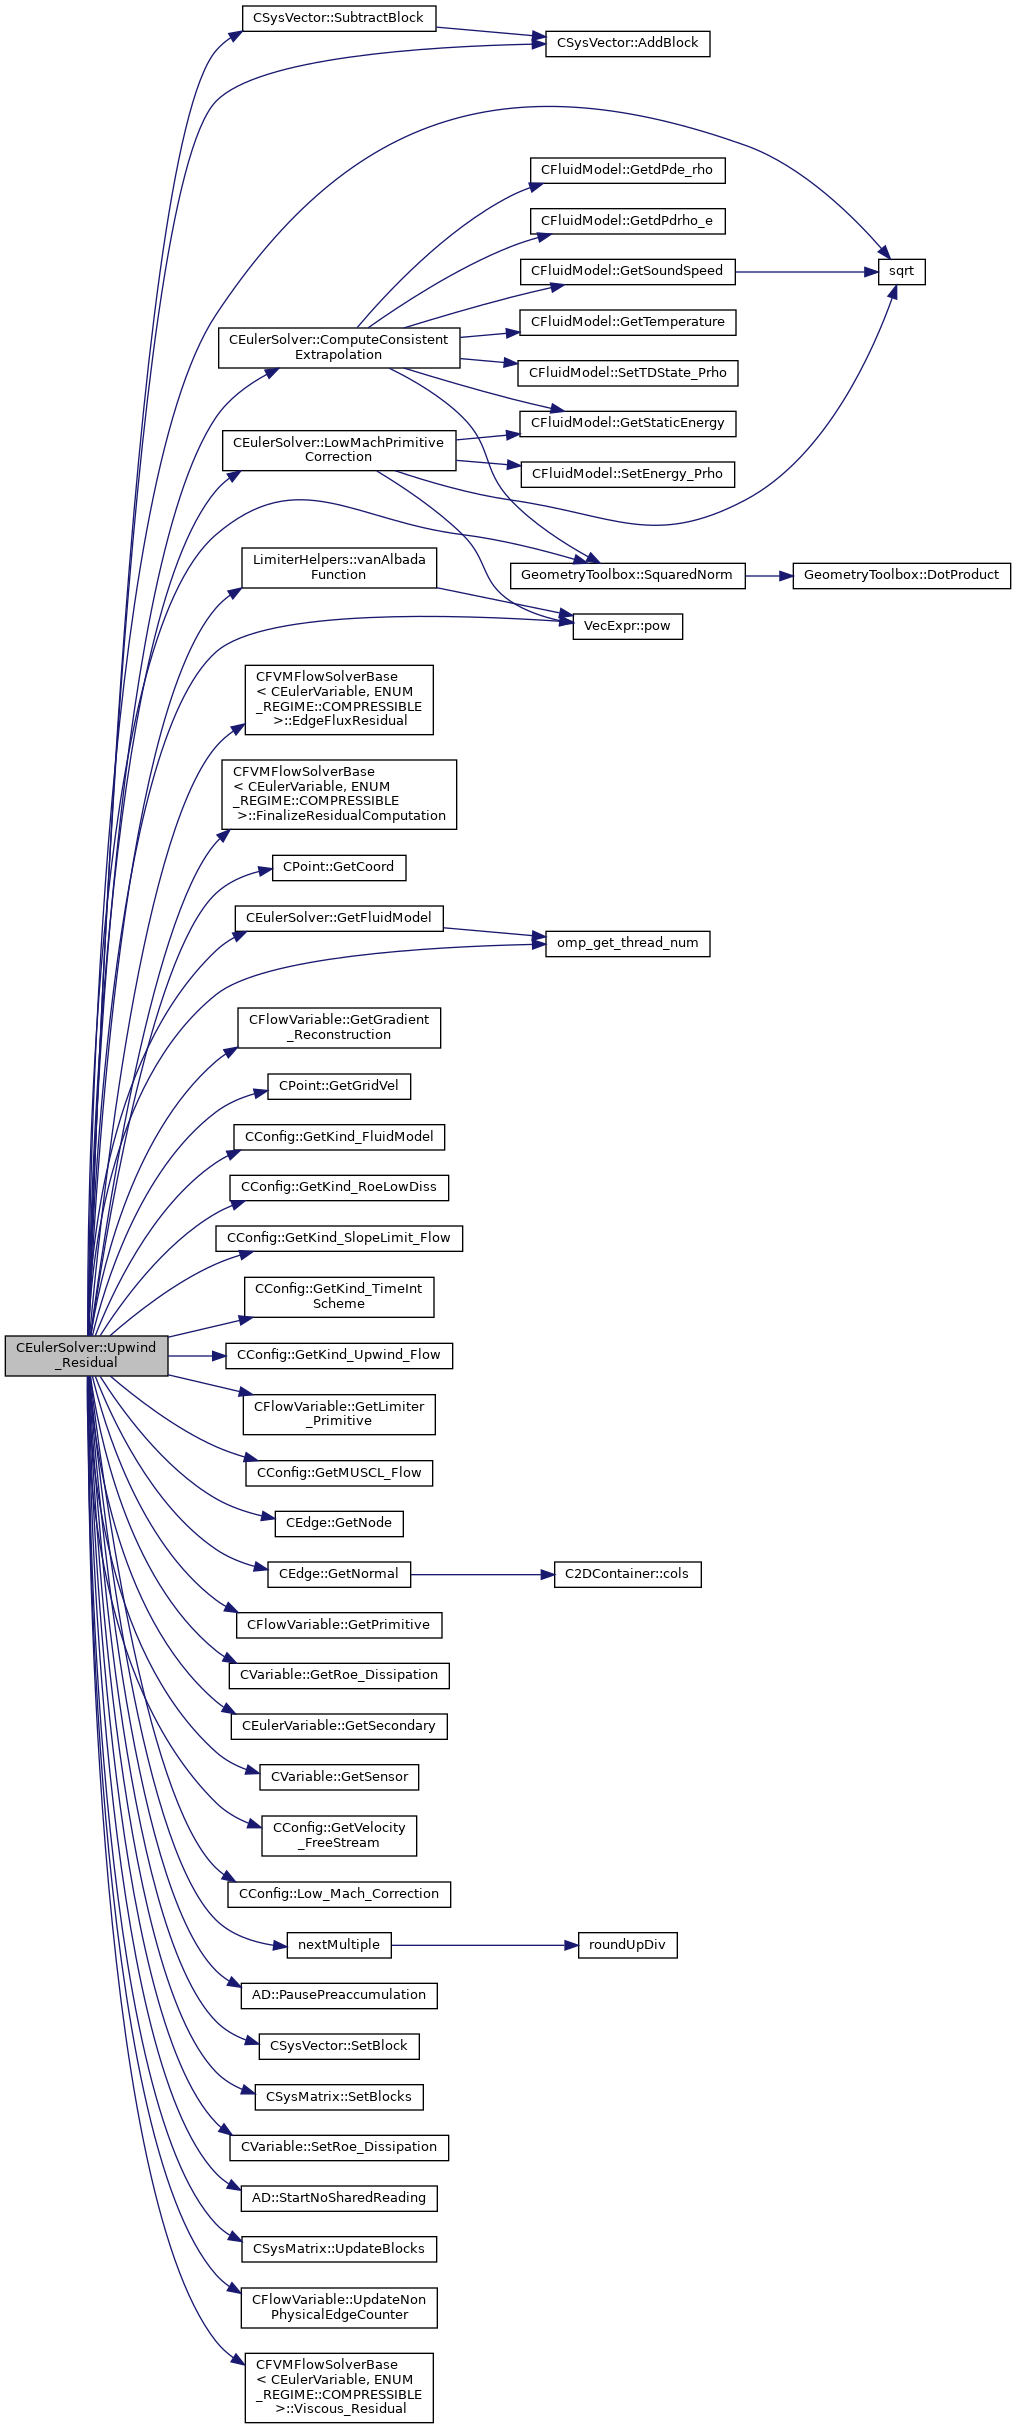 CSysVector::SubtractBlock
CSysVector::AddBlock
CFluidModel::GetdPde_rho
CFluidModel::GetdPdrho_e
CFluidModel::GetSoundSpeed
sqrt
CFluidModel::GetTemperature
CEulerSolver::ComputeConsistent
Extrapolation
CFluidModel::SetTDState_Prho
CFluidModel::GetStaticEnergy
CEulerSolver::LowMachPrimitive
Correction
CFluidModel::SetEnergy_Prho
LimiterHelpers::vanAlbada
Function
GeometryToolbox::SquaredNorm
GeometryToolbox::DotProduct
VecExpr::pow
CFVMFlowSolverBase
< CEulerVariable, ENUM
_REGIME::COMPRESSIBLE
>::EdgeFluxResidual
CFVMFlowSolverBase
< CEulerVariable, ENUM
_REGIME::COMPRESSIBLE
>::FinalizeResidualComputation
CPoint::GetCoord
CEulerSolver::GetFluidModel
omp_get_thread_num
CFlowVariable::GetGradient
_Reconstruction
CPoint::GetGridVel
CConfig::GetKind_FluidModel
CConfig::GetKind_RoeLowDiss
CConfig::GetKind_SlopeLimit_Flow
CConfig::GetKind_TimeInt
Scheme
CEulerSolver::Upwind
_Residual
CConfig::GetKind_Upwind_Flow
CFlowVariable::GetLimiter
_Primitive
CConfig::GetMUSCL_Flow
CEdge::GetNode
CEdge::GetNormal
C2DContainer::cols
CFlowVariable::GetPrimitive
CVariable::GetRoe_Dissipation
CEulerVariable::GetSecondary
CVariable::GetSensor
CConfig::GetVelocity
_FreeStream
CConfig::Low_Mach_Correction
nextMultiple
roundUpDiv
AD::PausePreaccumulation
CSysVector::SetBlock
CSysMatrix::SetBlocks
CVariable::SetRoe_Dissipation
AD::StartNoSharedReading
CSysMatrix::UpdateBlocks
CFlowVariable::UpdateNon
PhysicalEdgeCounter
CFVMFlowSolverBase
< CEulerVariable, ENUM
_REGIME::COMPRESSIBLE
>::Viscous_Residual